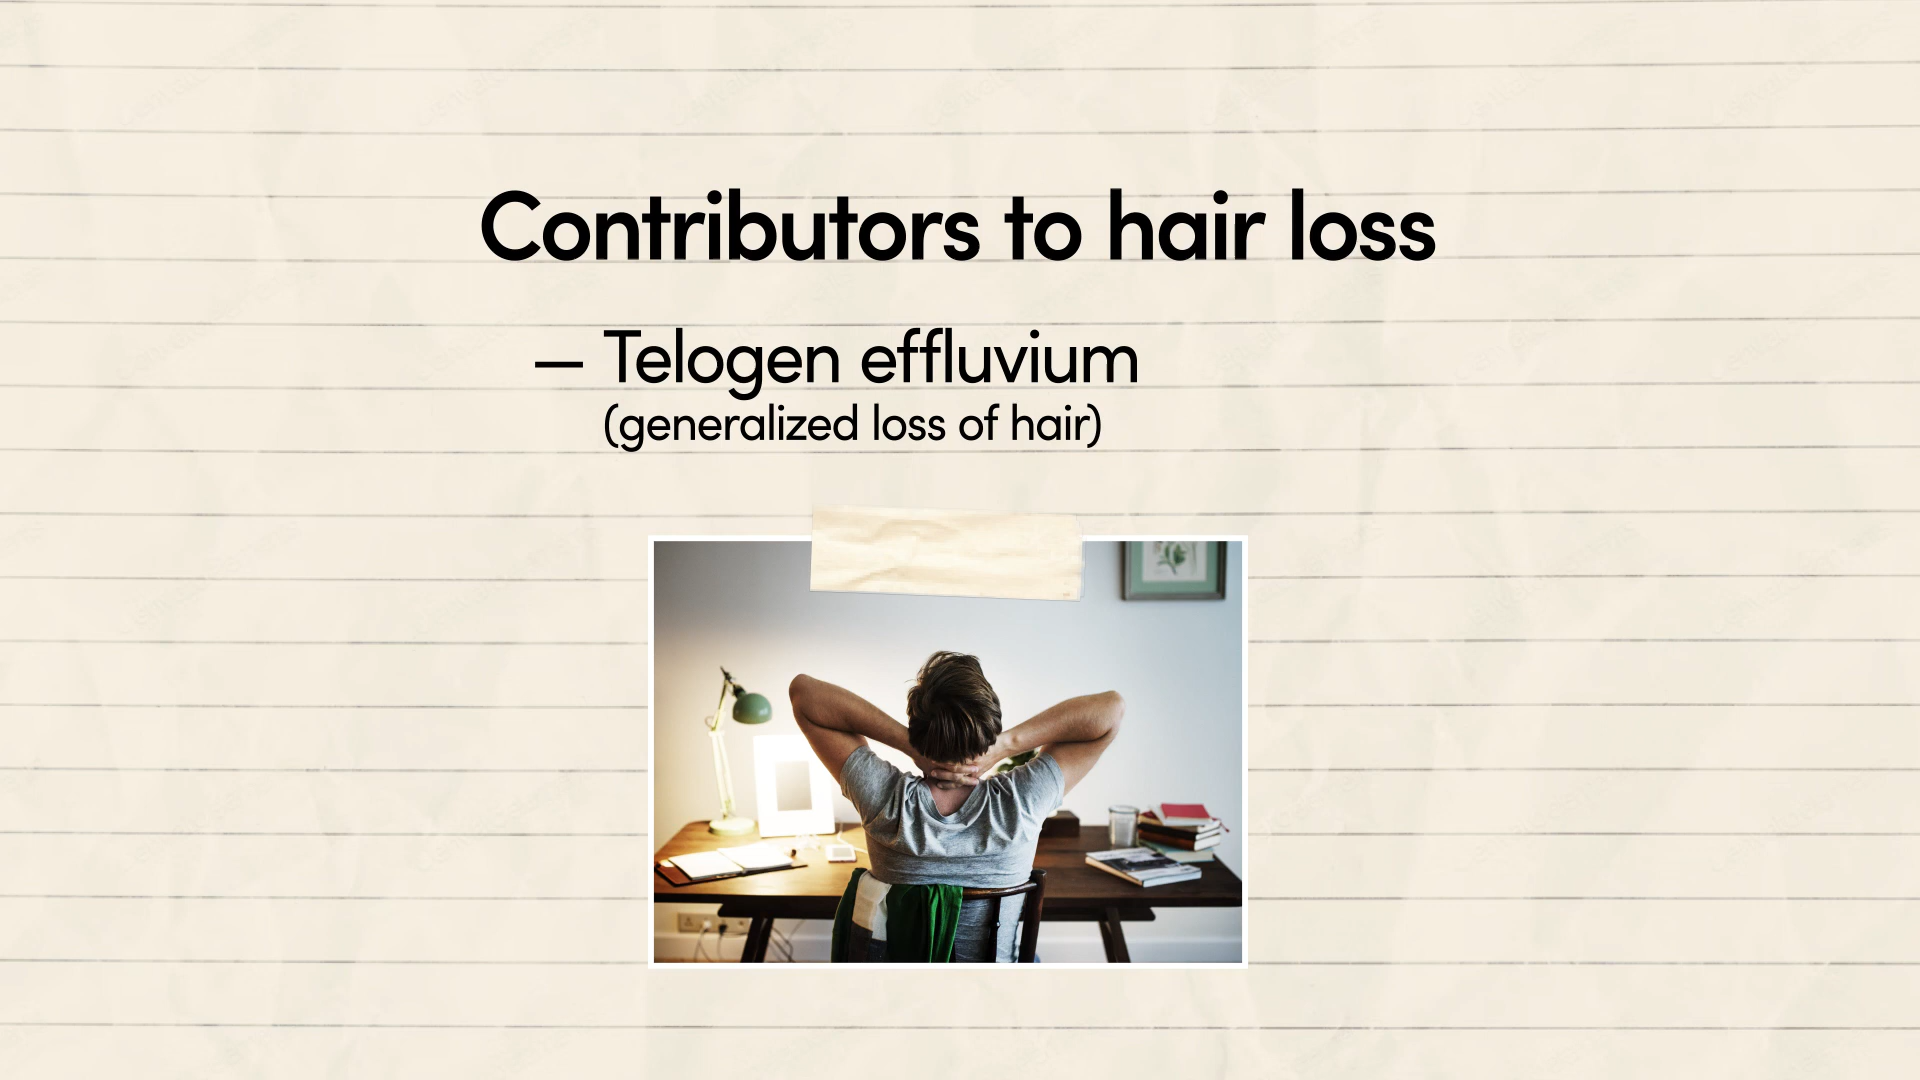 Contributors to hair loss
— Telogen effluvium
(generalized loss of hair)